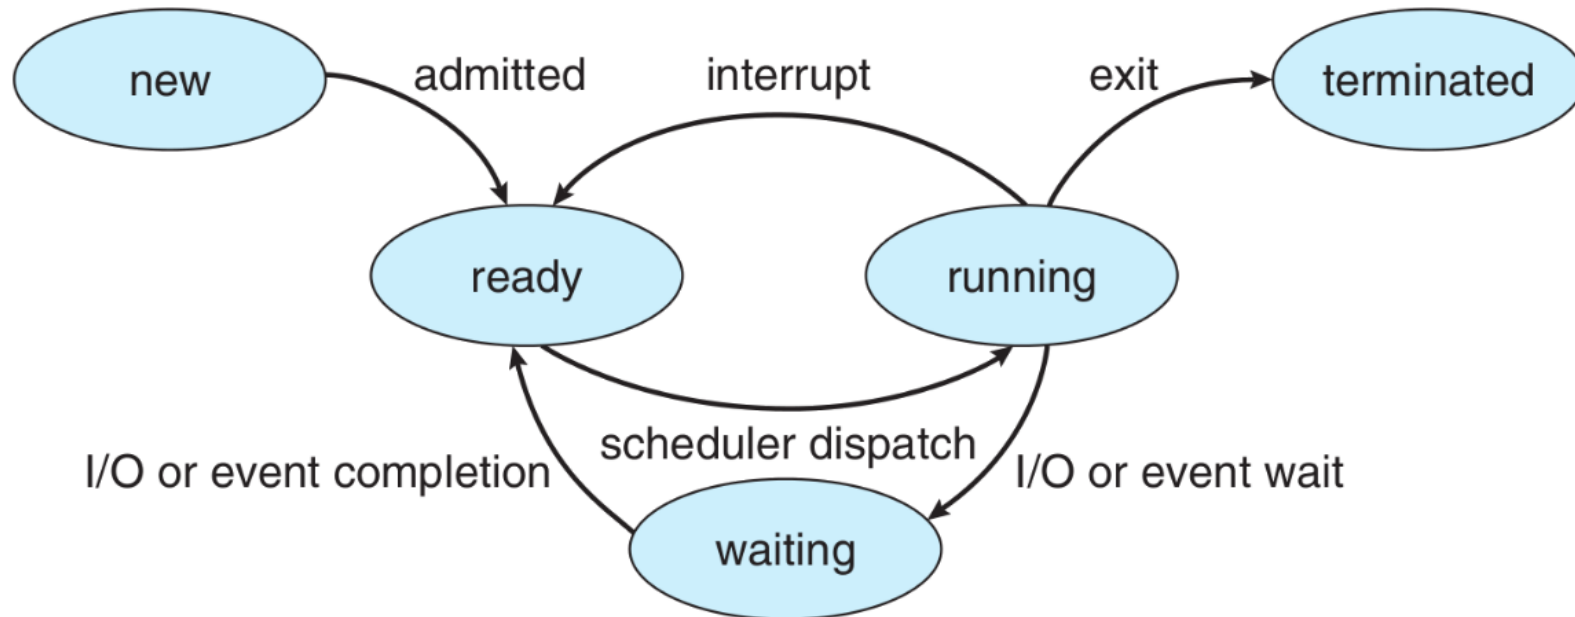 new
admitted
interrupt
exit
terminated
ready
running
scheduler dispatch
I/O or event completion
I/O or event wait
waiting